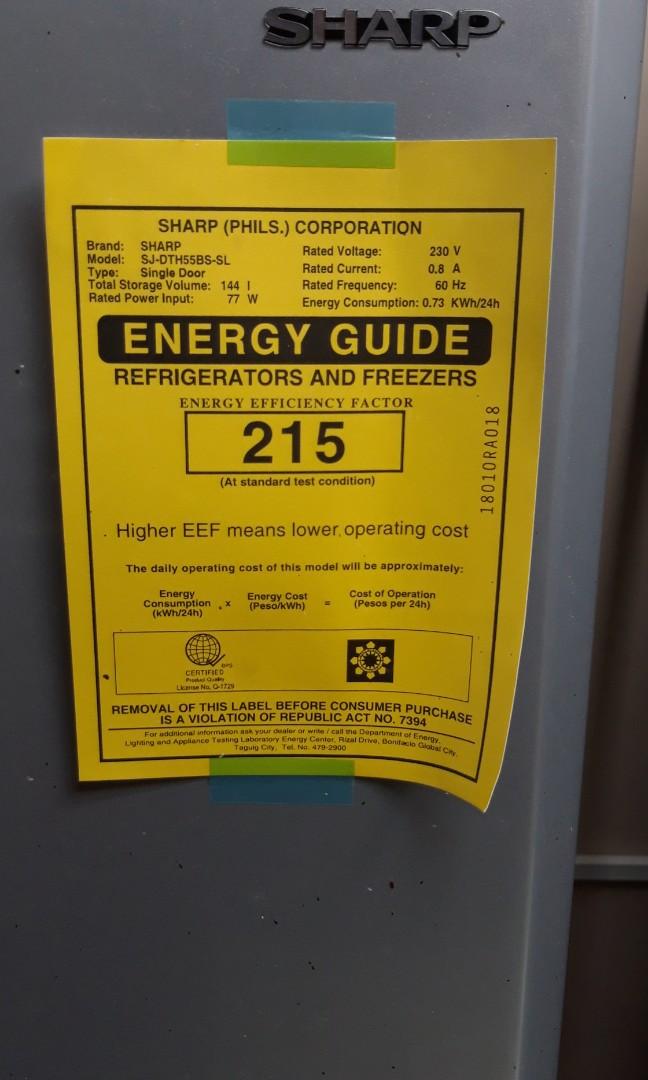 SHARP
SHARP (PHILS.) CORPORATION
Brand: SHARP
Model: SJ-DTH55BS-SL
Type: Single Door
Total Storage Volume: 144 l
Rated Power Input: 77 W
Rated Voltage: 230 V
Rated Current: 0.8 A
Rated Frequency: 60 Hz
Energy Consumption: 0.73 KWh/24h
ENERGY GUIDE
REFRIGERATORS AND FREEZERS
ENERGY EFFICIENCY FACTOR
215
(At standard test condition)
18010RA018
Higher EEF means lower operating cost
The daily operating cost of this model will be approximately:
Energy Consumption (kWh/24h) x Energy Cost (Peso/kWh) = Cost of Operation (Pesos per 24h)
BPS
CERTIFIED
Product Quality
License No. Q-1729
REMOVAL OF THIS LABEL BEFORE CONSUMER PURCHASE
IS A VIOLATION OF REPUBLIC ACT NO. 7394
For additional information ask your dealer or write / call the Department of Energy,
Lighting and Appliance Testing Laboratory Energy Center, Rizal Drive, Bonifacio Global City,
Taguig City, Tel. No. 479-2900